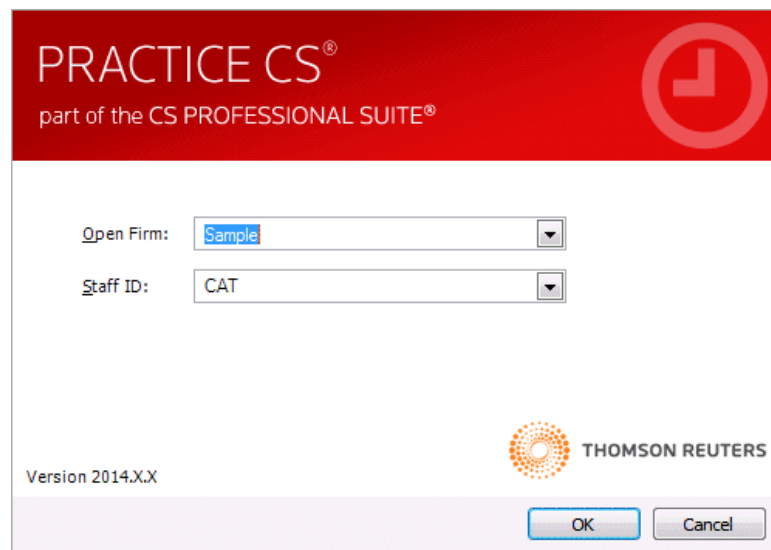 PRACTICE CS®
part of the CS PROFESSIONAL SUITE®
Open Firm: Sample
Staff ID: CAT
THOMSON REUTERS
Version 2014.X.X
OK Cancel